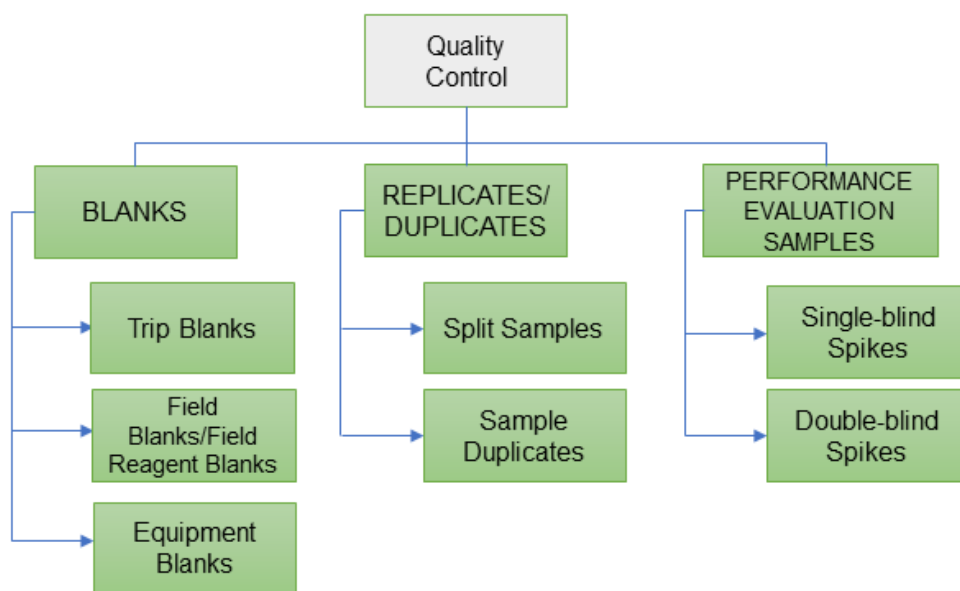 Quality
Control
BLANKS
REPLICATES/
DUPLICATES
PERFORMANCE
EVALUATION
SAMPLES
Trip Blanks
Field
Blanks/Field
Reagent Blanks
Equipment
Blanks
Split Samples
Sample
Duplicates
Single-blind
Spikes
Double-blind
Spikes